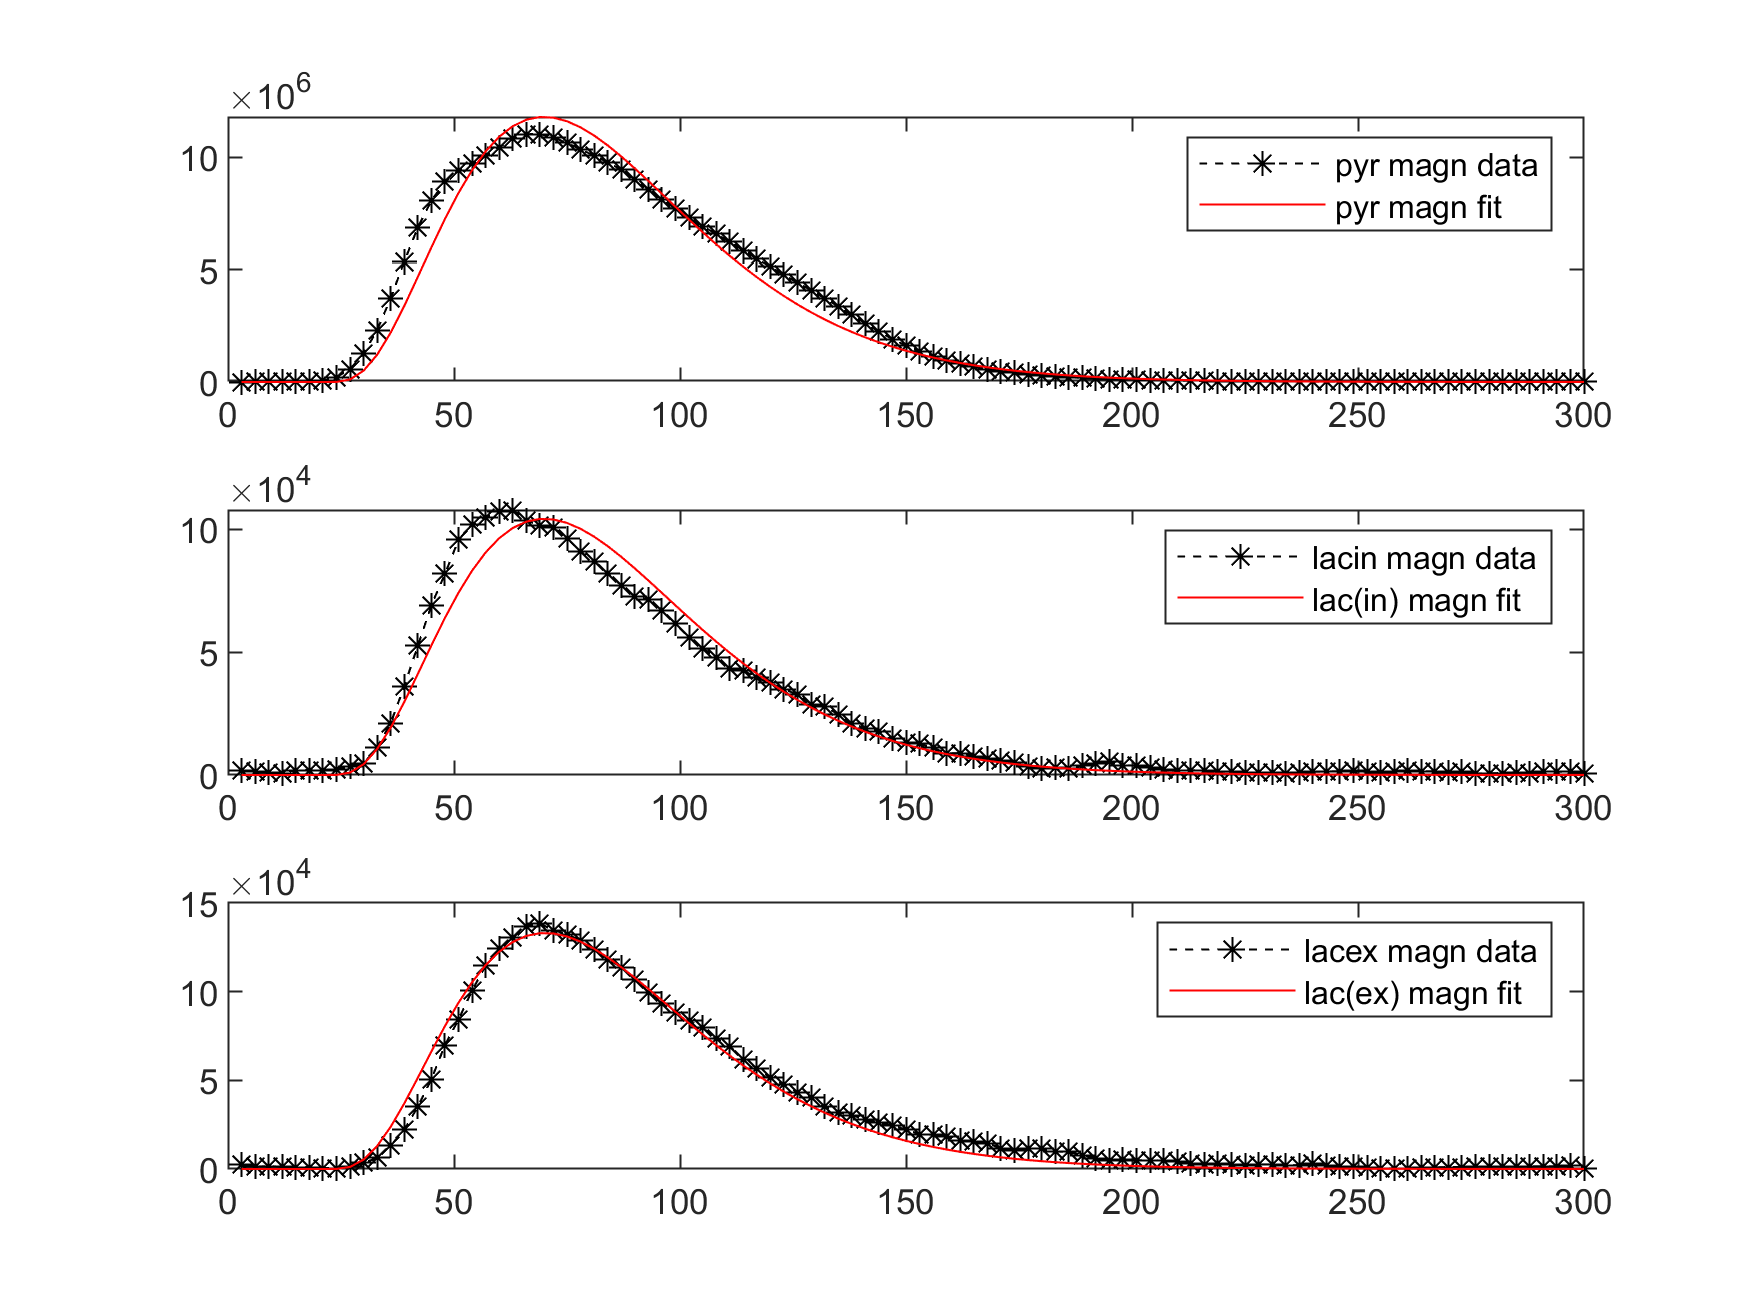 ×10^6
10
5
0
0 50 100 150 200 250 300
pyr magn data
pyr magn fit
×10^4
10
5
0
0 50 100 150 200 250 300
lacin magn data
lac(in) magn fit
×10^4
15
10
5
0
0 50 100 150 200 250 300
lacex magn data
lac(ex) magn fit